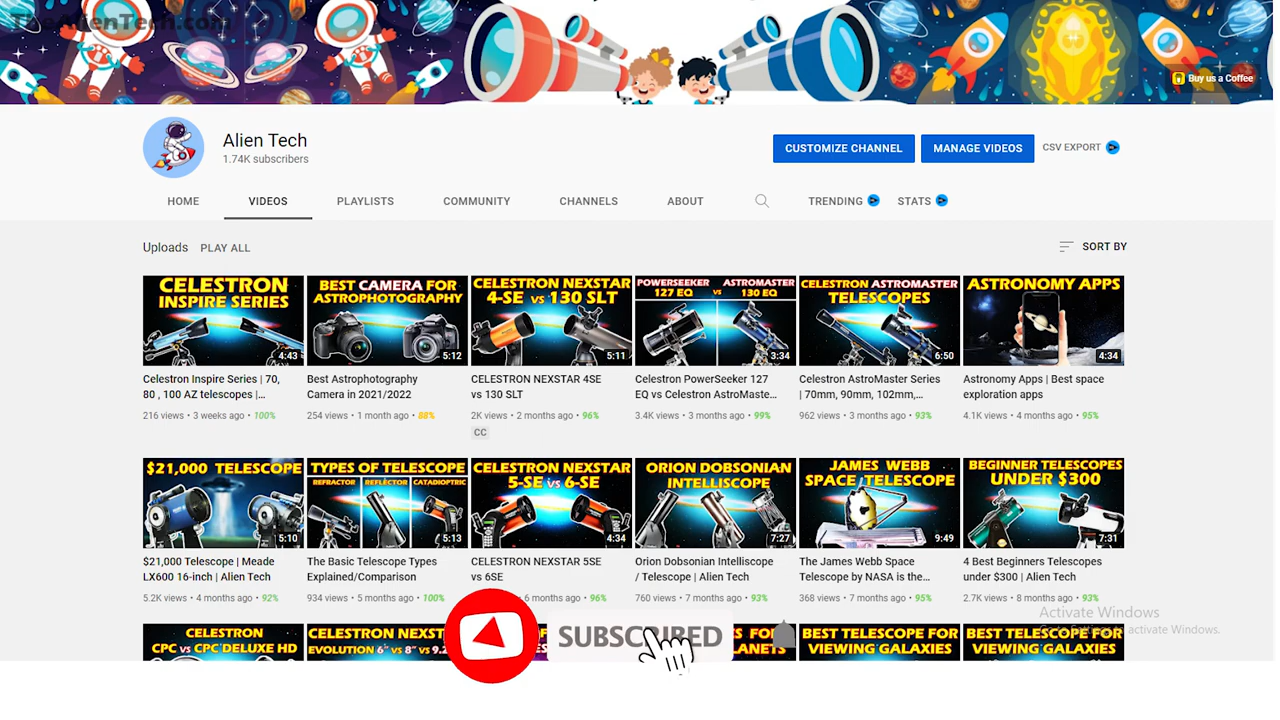 TheAlienTech.com
Buy us a Coffee
Alien Tech
1.74K subscribers
CUSTOMIZE CHANNEL
MANAGE VIDEOS
CSV EXPORT
HOME
VIDEOS
PLAYLISTS
COMMUNITY
CHANNELS
ABOUT
TRENDING
STATS
Uploads
PLAY ALL
SORT BY
CELESTRON
INSPIRE SERIES
4:43
BEST CAMERA FOR
ASTROPHOTOGRAPHY
5:12
CELESTRON NEXSTAR
4-SE vs 130 SLT
5:11
POWERSEEKER vs ASTROMASTER
127 EQ 130 EQ
3:34
CELESTRON ASTROMASTER
TELESCOPES
6:50
ASTRONOMY APPS
4:34
Celestron Inspire Series | 70,
80 , 100 AZ telescopes |...
216 views • 3 weeks ago • 100%
Best Astrophotography
Camera in 2021/2022
254 views • 1 month ago • 88%
CELESTRON NEXSTAR 4SE
vs 130 SLT
2K views • 2 months ago • 96%
CC
Celestron PowerSeeker 127
EQ vs Celestron AstroMaste...
3.4K views • 3 months ago • 99%
Celestron AstroMaster Series
| 70mm, 90mm, 102mm,...
962 views • 3 months ago • 93%
Astronomy Apps | Best space
exploration apps
4.1K views • 4 months ago • 95%
$21,000 TELESCOPE
5:10
TYPES OF TELESCOPE
REFRACTOR REFLECTOR CATADIOPTRIC
5:13
CELESTRON NEXSTAR
5-SE vs 6-SE
4:34
ORION DOBSONIAN
INTELLISCOPE
7:27
JAMES WEBB
SPACE TELESCOPE
9:49
BEGINNER TELESCOPES
UNDER $300
7:31
$21,000 Telescope | Meade
LX600 16-inch | Alien Tech
5.2K views • 4 months ago • 92%
The Basic Telescope Types
Explained/Comparison
934 views • 5 months ago • 100%
CELESTRON NEXSTAR 5SE
vs 6SE
6 months ago • 96%
Orion Dobsonian Intelliscope
/ Telescope | Alien Tech
760 views • 7 months ago • 93%
The James Webb Space
Telescope by NASA is the...
368 views • 7 months ago • 95%
4 Best Beginners Telescopes
under $300 | Alien Tech
2.7K views • 8 months ago • 93%
Activate Windows
activate Windows.
CELESTRON
CPC vs CPC DELUXE HD
CELESTRON NEXST
EVOLUTION 6" vs 8" vs 9.2
SUBSCRIBED
BEST TELESCOPE FOR
VIEWING GALAXIES
BEST TELESCOPE FOR
VIEWING GALAXIES